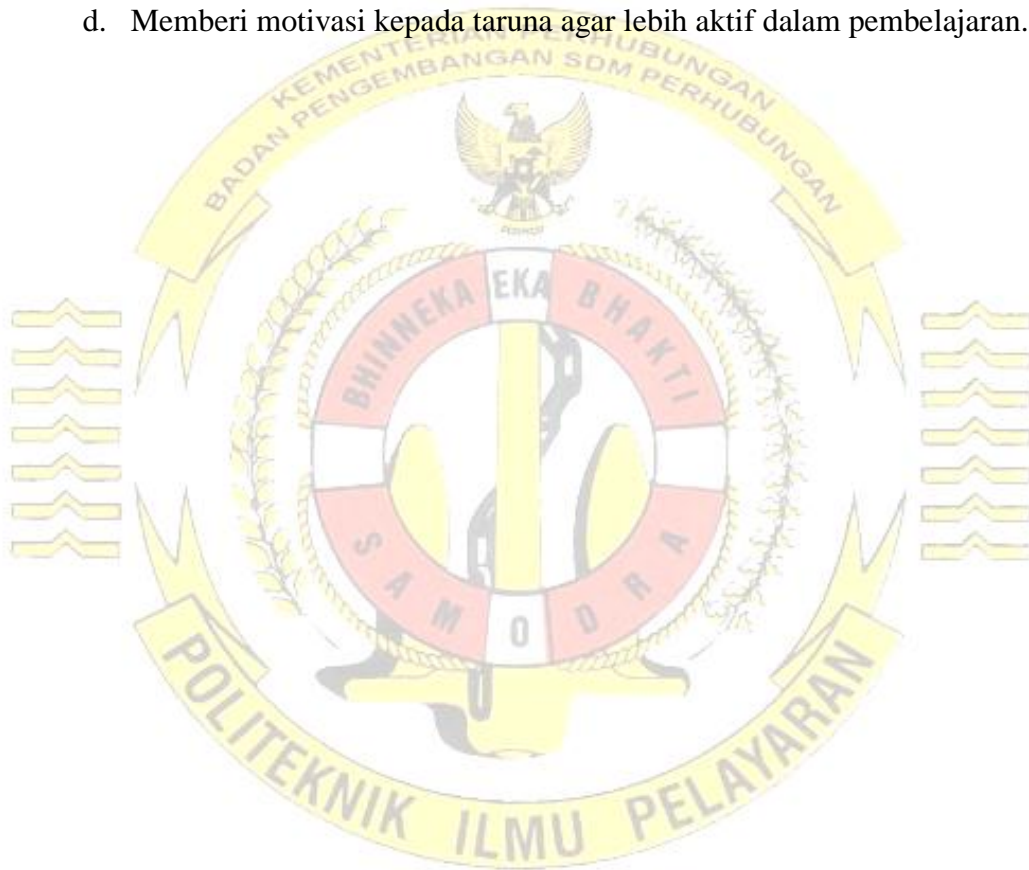 d. Memberi motivasi kepada taruna agar lebih aktif dalam pembelajaran.
KEMENTERIAN PERHUBUNGAN
BADAN PENGEMBANGAN SDM PERHUBUNGAN
BHINNEKA EKA BHAKTI
SAMODRA
POLITEKNIK ILMU PELAYARAN